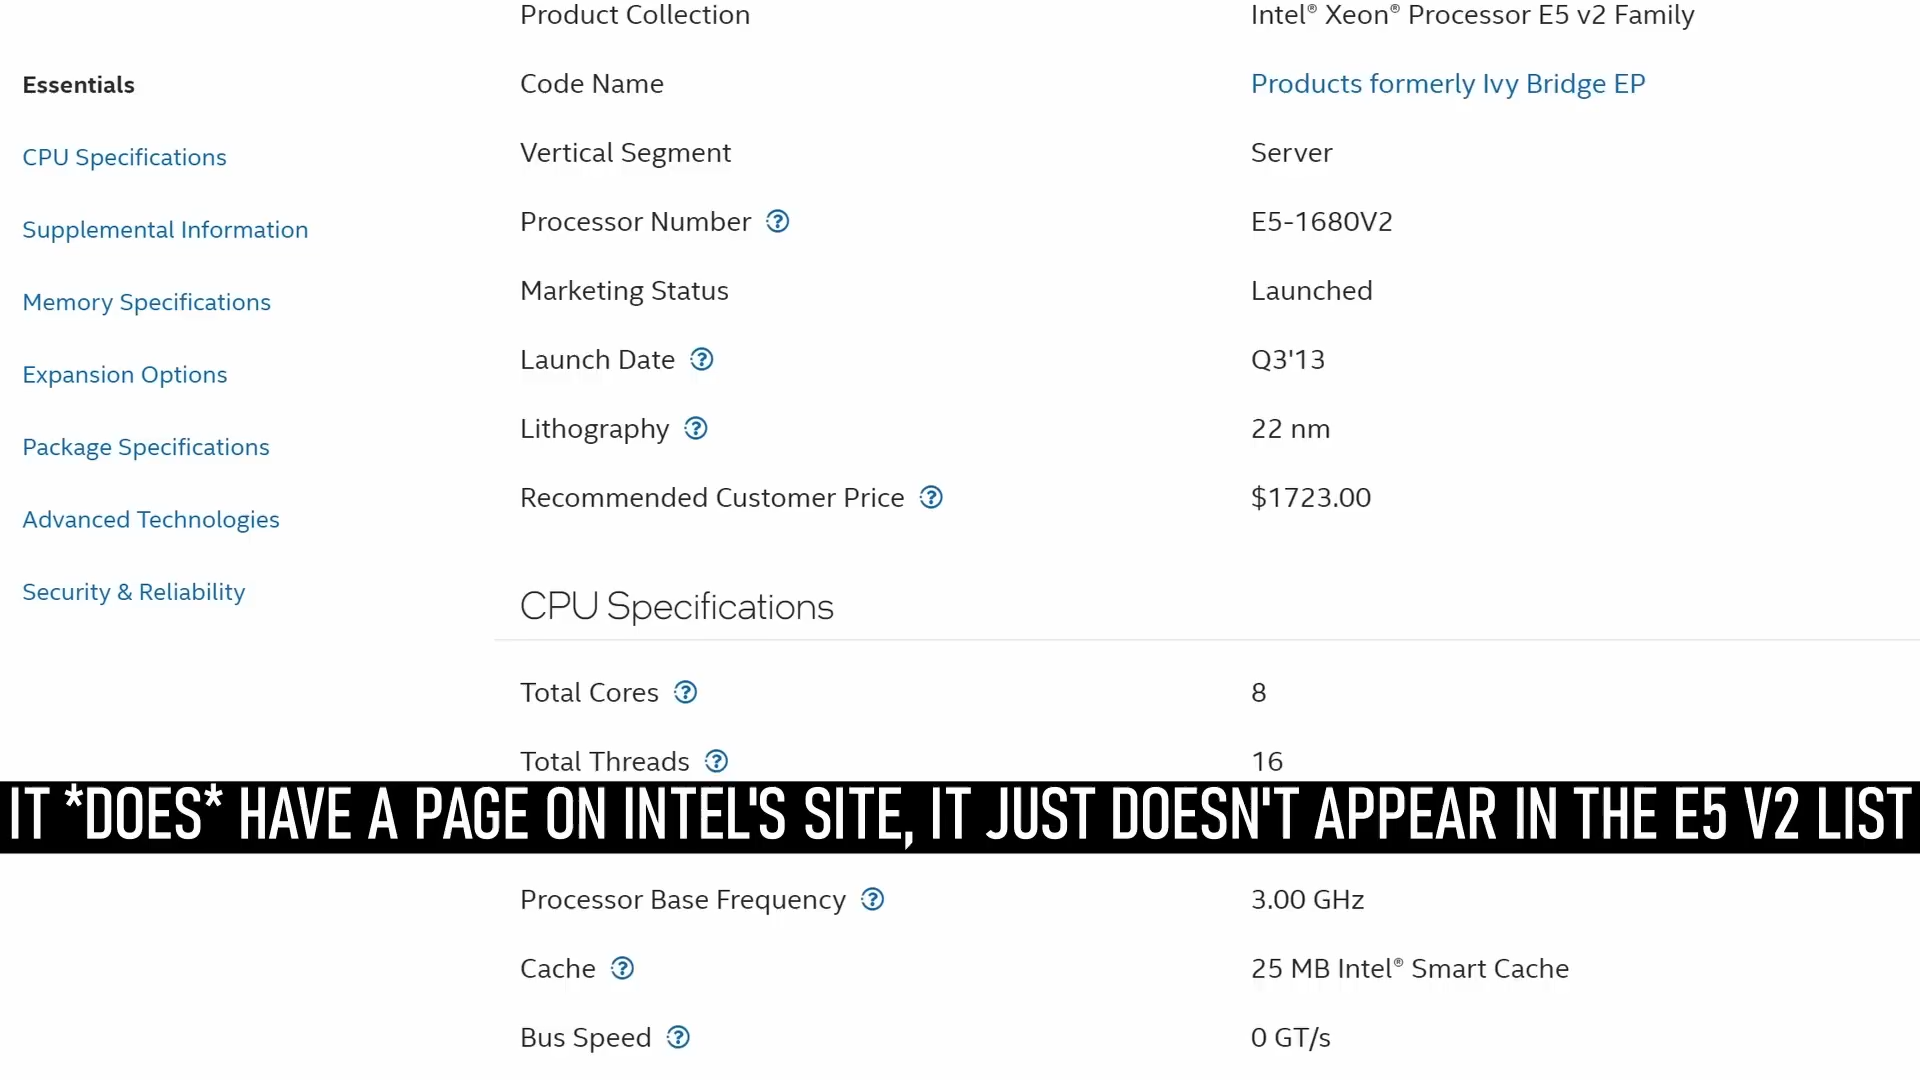 Product Collection Intel® Xeon® Processor E5 v2 Family
Essentials
Code Name Products formerly Ivy Bridge EP
Vertical Segment Server
CPU Specifications
Processor Number E5-1680V2
Supplemental Information
Marketing Status Launched
Memory Specifications
Launch Date Q3'13
Expansion Options
Lithography 22 nm
Package Specifications
Recommended Customer Price $1723.00
Advanced Technologies
Security & Reliability
CPU Specifications
Total Cores 8
Total Threads 16
IT *DOES* HAVE A PAGE ON INTEL'S SITE, IT JUST DOESN'T APPEAR IN THE E5 V2 LIST
Processor Base Frequency 3.00 GHz
Cache 25 MB Intel® Smart Cache
Bus Speed 0 GT/s